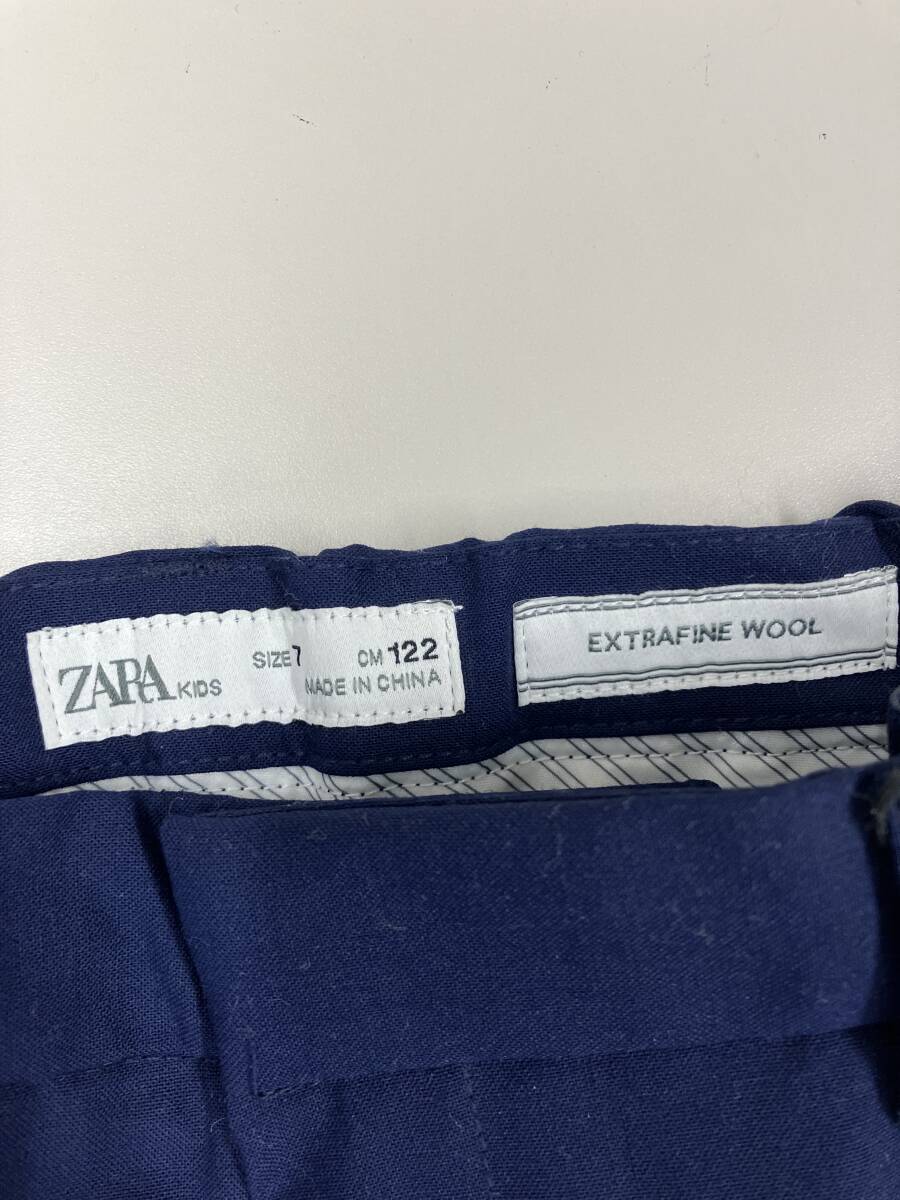 ZARA KIDS
SIZE 7 CM 122
MADE IN CHINA
EXTRAFINE WOOL